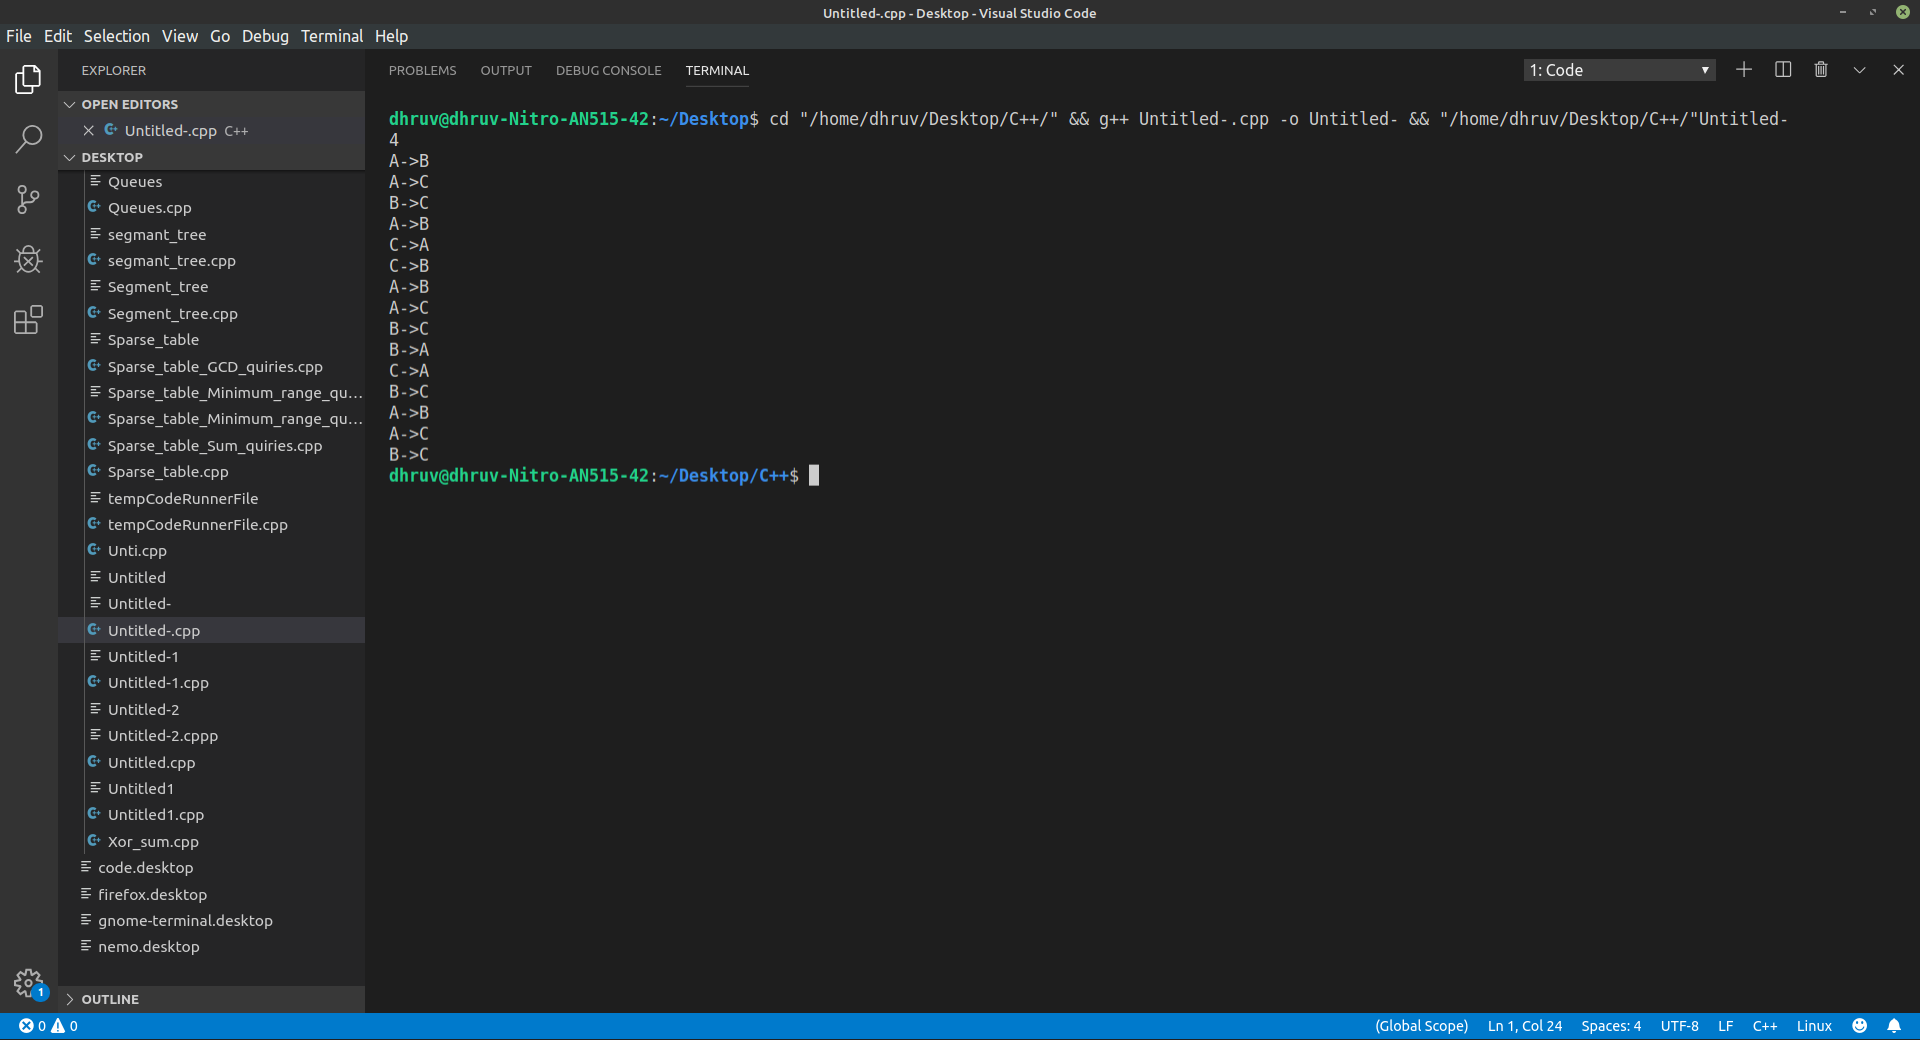 Untitled-.cpp - Desktop - Visual Studio Code
File Edit Selection View Go Debug Terminal Help
EXPLORER
OPEN EDITORS
Untitled-.cpp C++
DESKTOP
Queues
Queues.cpp
segmant_tree
segmant_tree.cpp
Segment_tree
Segment_tree.cpp
Sparse_table
Sparse_table_GCD_quiries.cpp
Sparse_table_Minimum_range_qu...
Sparse_table_Minimum_range_qu...
Sparse_table_Sum_quiries.cpp
Sparse_table.cpp
tempCodeRunnerFile
tempCodeRunnerFile.cpp
Unti.cpp
Untitled
Untitled-
Untitled-.cpp
Untitled-1
Untitled-1.cpp
Untitled-2
Untitled-2.cppp
Untitled.cpp
Untitled1
Untitled1.cpp
Xor_sum.cpp
code.desktop
firefox.desktop
gnome-terminal.desktop
nemo.desktop
1
OUTLINE
PROBLEMS OUTPUT DEBUG CONSOLE TERMINAL
1: Code
dhruv@dhruv-Nitro-AN515-42:~/Desktop$ cd "/home/dhruv/Desktop/C++/" && g++ Untitled-.cpp -o Untitled- && "/home/dhruv/Desktop/C++/"Untitled-
4
A->B
A->C
B->C
A->B
C->A
C->B
A->B
A->C
B->C
B->A
C->A
B->C
A->B
A->C
B->C
dhruv@dhruv-Nitro-AN515-42:~/Desktop/C++$
0 0
(Global Scope) Ln 1, Col 24 Spaces: 4 UTF-8 LF C++ Linux